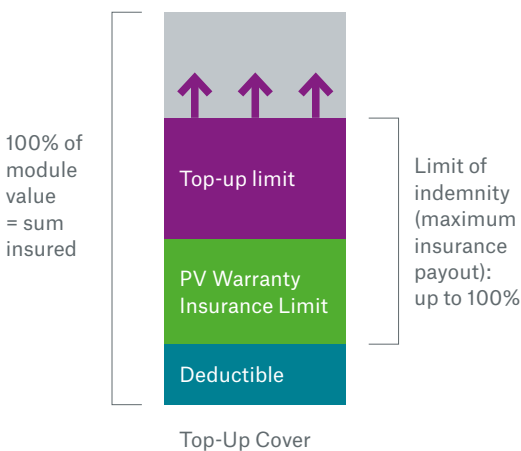 100% of
module
value
= sum
insured
Top-up limit
PV Warranty
Insurance Limit
Deductible
Limit of
indemnity
(maximum
insurance
payout):
up to 100%
Top-Up Cover